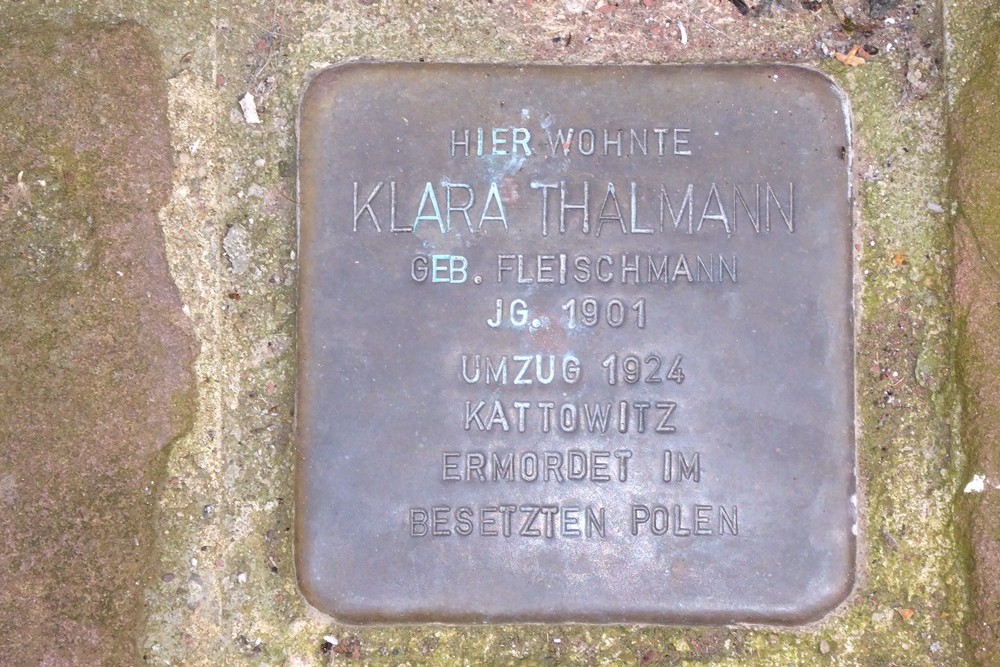 HIER WOHNTE
KLARA THALMANN
GEB. FLEISCHMANN
JG. 1901
UMZUG 1924
KATTOWITZ
ERMORDET IM
BESETZTEN POLEN